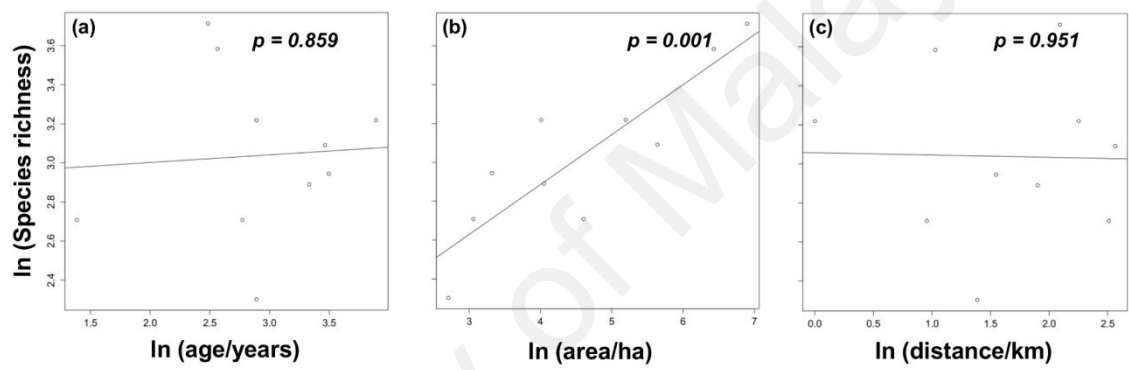 (a)
p = 0.859
(b)
p = 0.001
(c)
p = 0.951
ln (Species richness)
3.6
3.4
3.2
3.0
2.8
2.6
2.4
1.5 2.0 2.5 3.0 3.5
3 4 5 6 7
0.0 0.5 1.0 1.5 2.0 2.5
ln (age/years)
ln (area/ha)
ln (distance/km)
of Malay